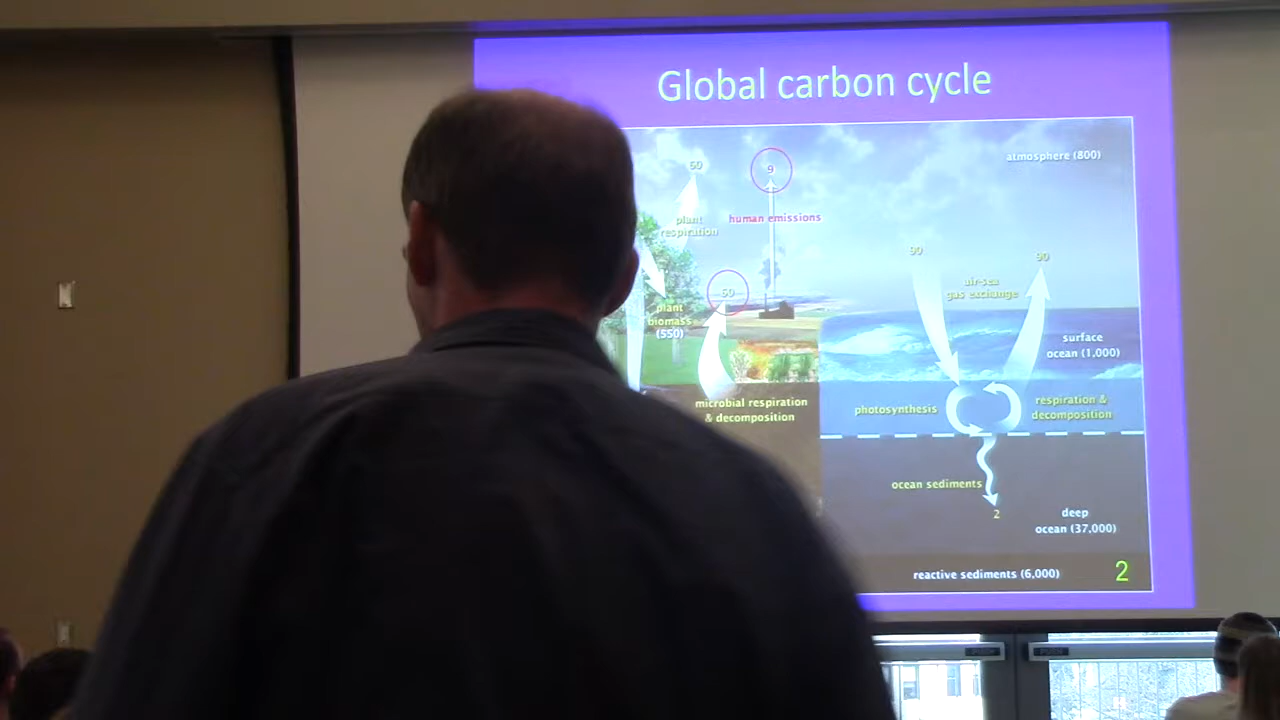 Global carbon cycle
atmosphere (800)
60
9
plant
respiration
human emissions
90
90
air-sea
gas exchange
60
plant
biomass
(550)
surface
ocean (1,000)
microbial respiration
& decomposition
photosynthesis
respiration &
decomposition
ocean sediments
2
deep
ocean (37,000)
reactive sediments (6,000)
2
PUSH
PUSH